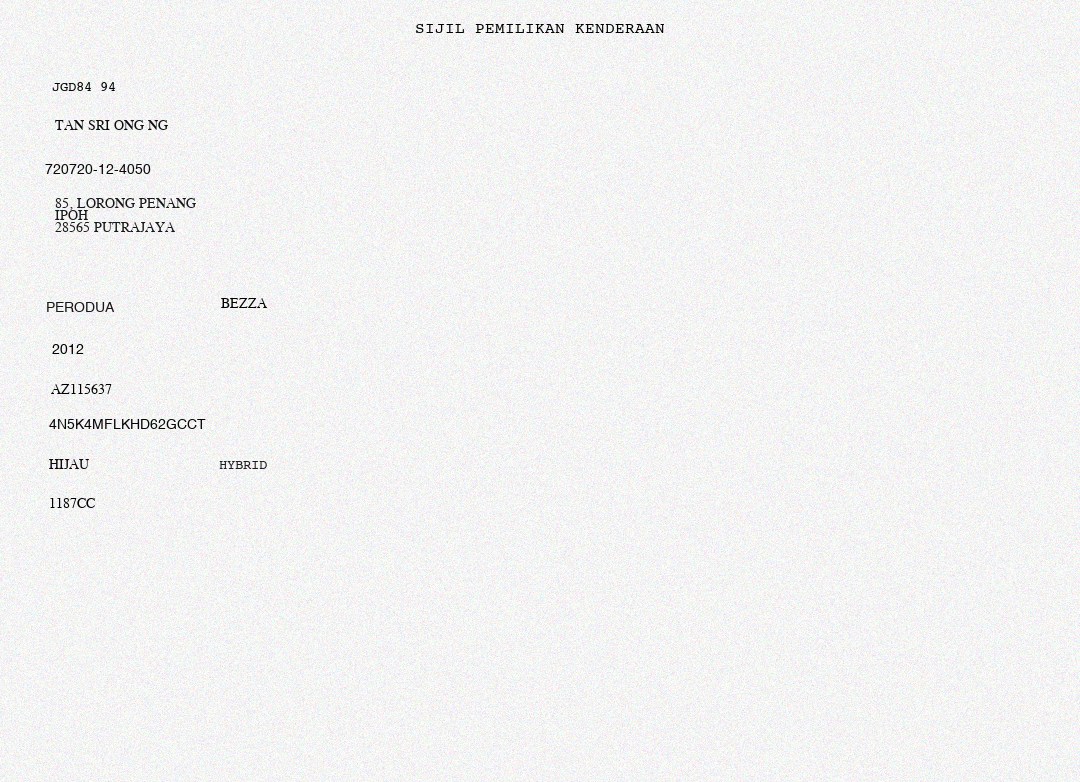 SIJIL PEMILIKAN KENDERAAN
JGD84 94
TAN SRI ONG NG
720720-12-4050
85, LORONG PENANG
IPOH
28565 PUTRAJAYA
PERODUA BEZZA
2012
AZ115637
4N5K4MFLKHD62GCCT
HIJAU HYBRID
1187CC